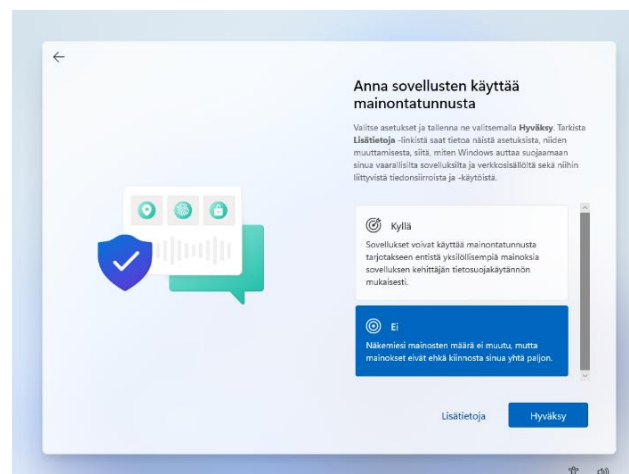 Anna sovellusten käyttää
mainontatunnusta
Valitse asetukset ja tallenna ne valitsemalla Hyväksy. Tarkista
Lisätietoja -linkistä saat tietoa näistä asetuksista, niiden
muuttamisesta, siitä, miten Windows auttaa suojaamaan
sinua vaarallisilta sovelluksilta ja verkkosisällöltä sekä niihin
liittyvistä tiedonsiirroista ja -käytöistä.
Kyllä
Sovellukset voivat käyttää mainontatunnusta
tarjotakseen entistä yksilöllisempiä mainoksia
sovelluksen kehittäjän tietosuojakäytännön
mukaisesti.
Ei
Näkemiesi mainosten määrä ei muutu, mutta
mainokset eivät ehkä kiinnosta sinua yhtä paljon.
Lisätietoja
Hyväksy